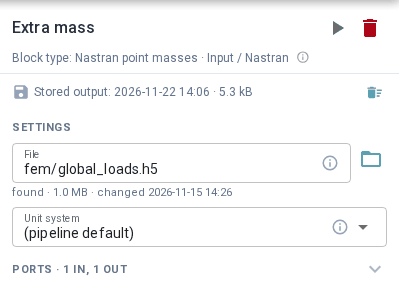 Extra mass
Block type: Nastran point masses · Input / Nastran
Stored output: 2026-11-22 14:06 · 5.3 kB
SETTINGS
File
fem/global_loads.h5
found · 1.0 MB · changed 2026-11-15 14:26
Unit system
(pipeline default)
PORTS · 1 IN, 1 OUT